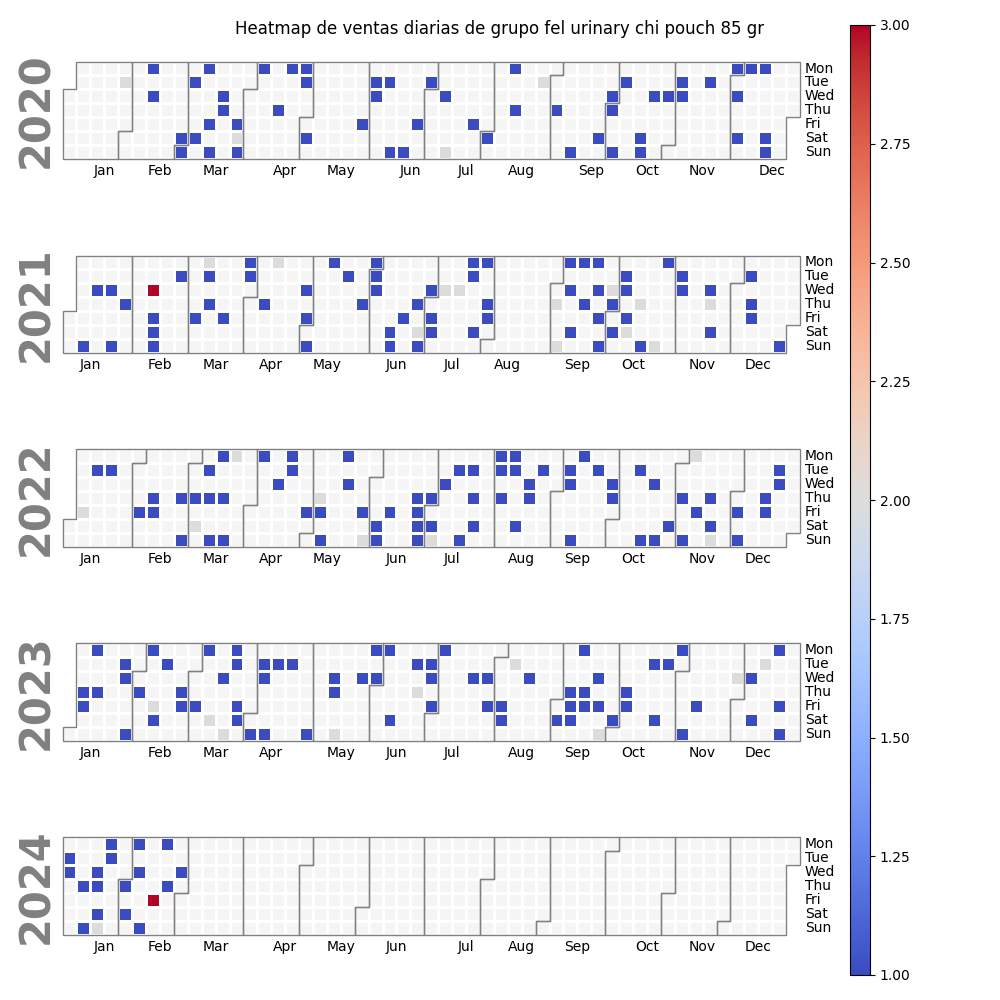 Heatmap de ventas diarias de grupo fel urinary chi pouch 85 gr
2020
Mon
Tue
Wed
Thu
Fri
Sat
Sun
Jan Feb Mar Apr May Jun Jul Aug Sep Oct Nov Dec
2021
Mon
Tue
Wed
Thu
Fri
Sat
Sun
Jan Feb Mar Apr May Jun Jul Aug Sep Oct Nov Dec
2022
Mon
Tue
Wed
Thu
Fri
Sat
Sun
Jan Feb Mar Apr May Jun Jul Aug Sep Oct Nov Dec
2023
Mon
Tue
Wed
Thu
Fri
Sat
Sun
Jan Feb Mar Apr May Jun Jul Aug Sep Oct Nov Dec
2024
Mon
Tue
Wed
Thu
Fri
Sat
Sun
Jan Feb Mar Apr May Jun Jul Aug Sep Oct Nov Dec
3.00
2.75
2.50
2.25
2.00
1.75
1.50
1.25
1.00